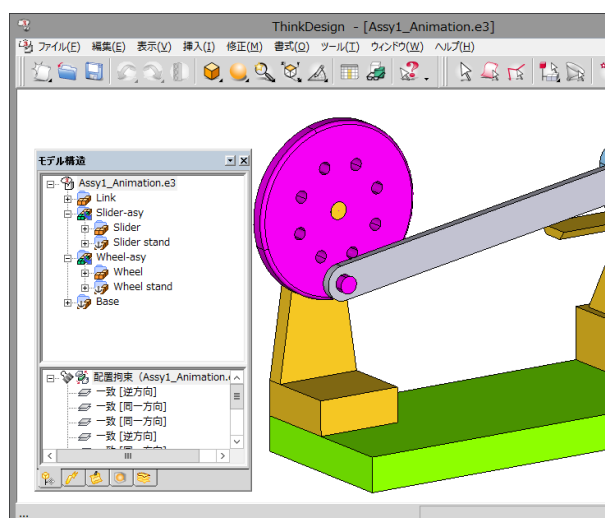 ThinkDesign - [Assy1_Animation.e3]
ファイル(F) 編集(E) 表示(V) 挿入(I) 修正(M) 書式(O) ツール(T) ウィンドウ(W) ヘルプ(H)
モデル構造
Assy1_Animation.e3
Link
Slider-asy
Slider
Slider stand
Wheel-asy
Wheel
Wheel stand
Base
配置拘束 (Assy1_Animation.
一致 [逆方向]
一致 [同一方向]
一致 [同一方向]
一致 [逆方向]
...